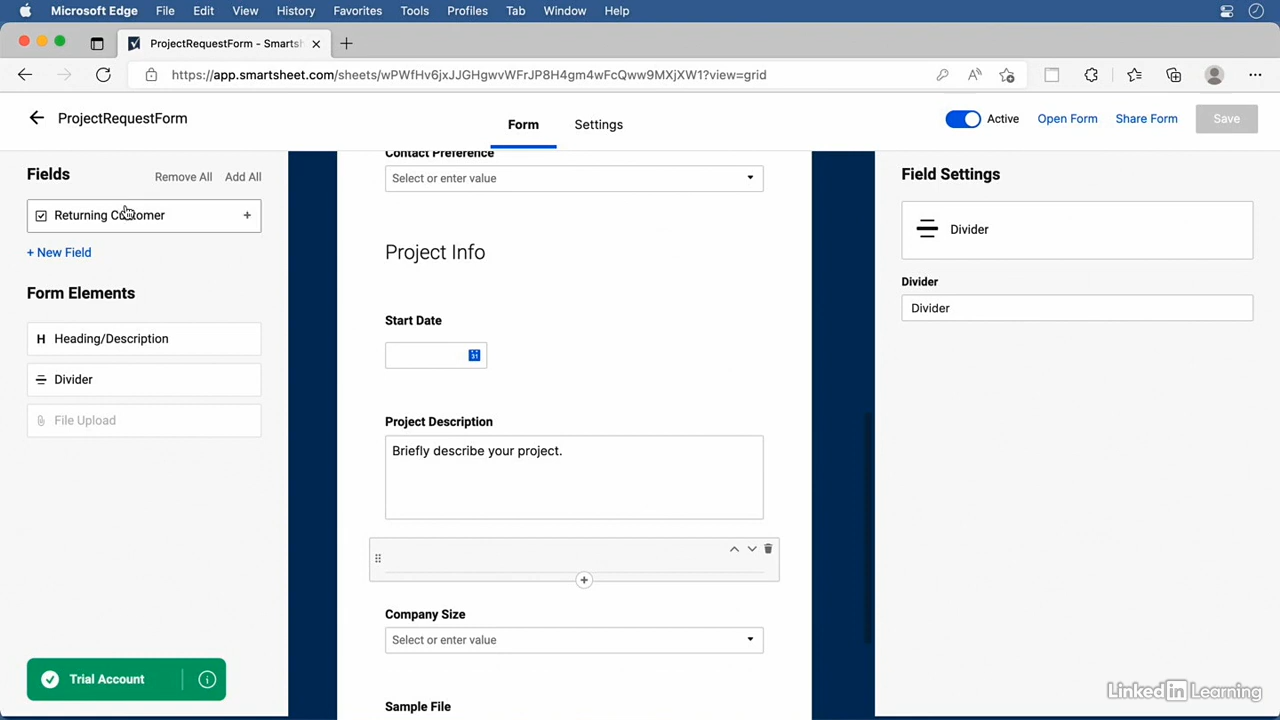 Microsoft Edge File Edit View History Favorites Tools Profiles Tab Window Help
ProjectRequestForm - Smartsh
https://app.smartsheet.com/sheets/wPWfHv6jxJJGHgwvWFrJP8H4gm4wFcQww9MXjXW1?view=grid
ProjectRequestForm
Form Settings
Active Open Form Share Form Save
Fields Remove All Add All
Returning Customer
+ New Field
Form Elements
H Heading/Description
Divider
File Upload
Trial Account
Contact Preference
Select or enter value
Project Info
Start Date
31
Project Description
Briefly describe your project.
Company Size
Select or enter value
Sample File
Field Settings
Divider
Divider
Divider
LinkedIn Learning